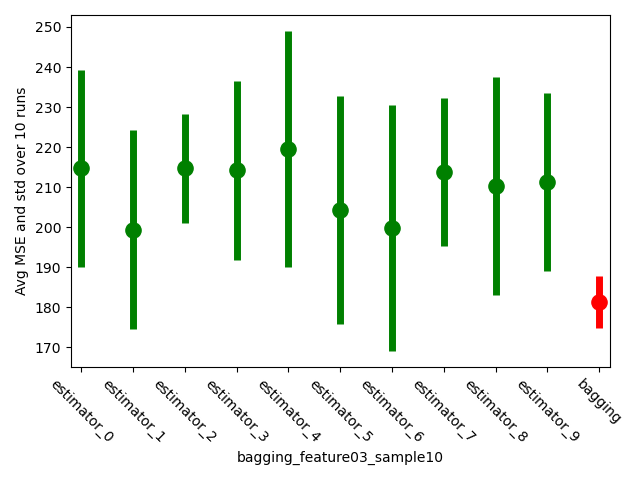 250
240
230
220
210
200
190
180
170
Avg MSE and std over 10 runs
estimator_0
estimator_1
estimator_2
estimator_3
estimator_4
estimator_5
estimator_6
estimator_7
estimator_8
estimator_9
bagging
bagging_feature03_sample10